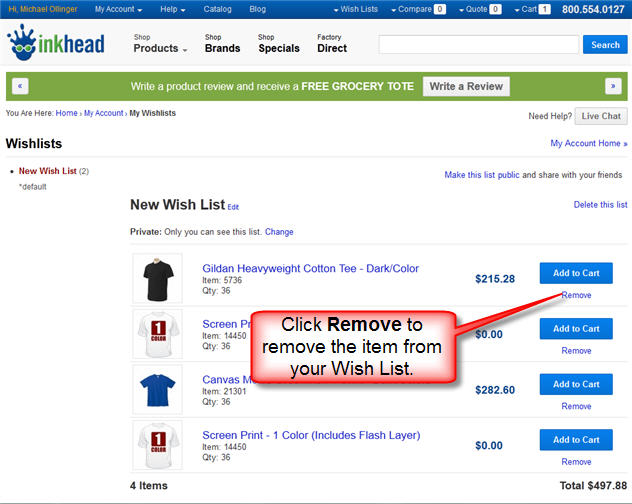 Hi, Michael Ollinger My Account Help Catalog Blog Wish Lists Compare 0 Quote 0 Cart 1 800.554.0127
inkhead
Shop Products
Shop Brands
Shop Specials
Factory Direct
Search
« Write a product review and receive a FREE GROCERY TOTE Write a Review »
You Are Here: Home › My Account › My Wishlists
Need Help? Live Chat
Wishlists
My Account Home »
New Wish List (2)
*default
Make this list public and share with your friends
New Wish List Edit
Delete this list
Private: Only you can see this list. Change
Gildan Heavyweight Cotton Tee - Dark/Color
Item: 5736
Qty: 36
$215.28
Add to Cart
Remove
Screen
Item: 14450
Qty: 36
$0.00
Add to Cart
Remove
Click Remove to
remove the item from
your Wish List.
Canvas
Item: 21301
Qty: 36
$282.60
Add to Cart
Remove
Screen Print - 1 Color (Includes Flash Layer)
Item: 14450
Qty: 36
$0.00
Add to Cart
Remove
1
COLOR
1
COLOR
4 Items
Total $497.88